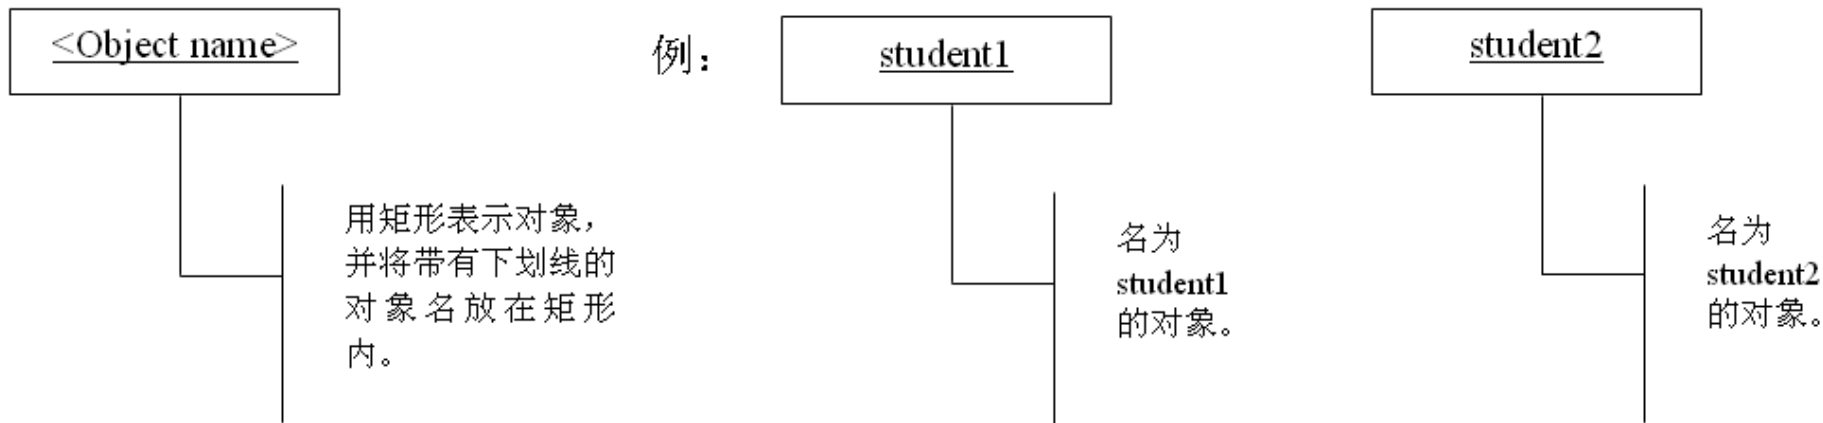 <Object name>
用矩形表示对象，
并将带有下划线的
对象名放在矩形
内。
例：
student1
名为
student1
的对象。
student2
名为
student2
的对象。